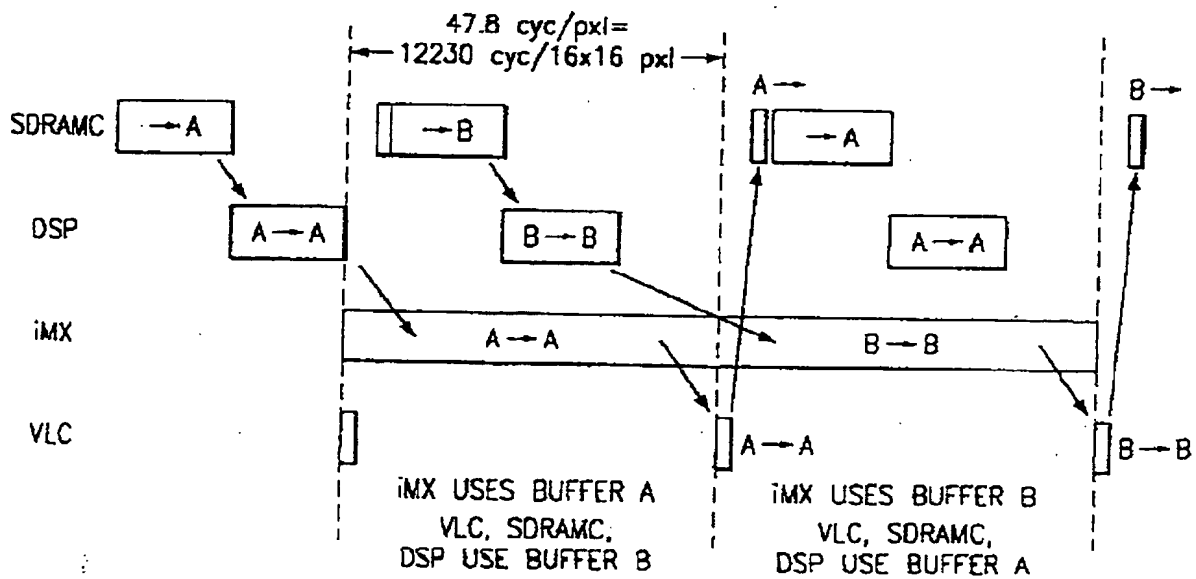 47.8 cyc/pxl=
12230 cyc/16x16 pxl
A →
B →
SDRAMC
→ A
→ B
→ A
DSP
A → A
B → B
A → A
iMX
A → A
B → B
VLC
A → A
B → B
iMX USES BUFFER A
VLC, SDRAMC,
DSP USE BUFFER B
iMX USES BUFFER B
VLC, SDRAMC,
DSP USE BUFFER A